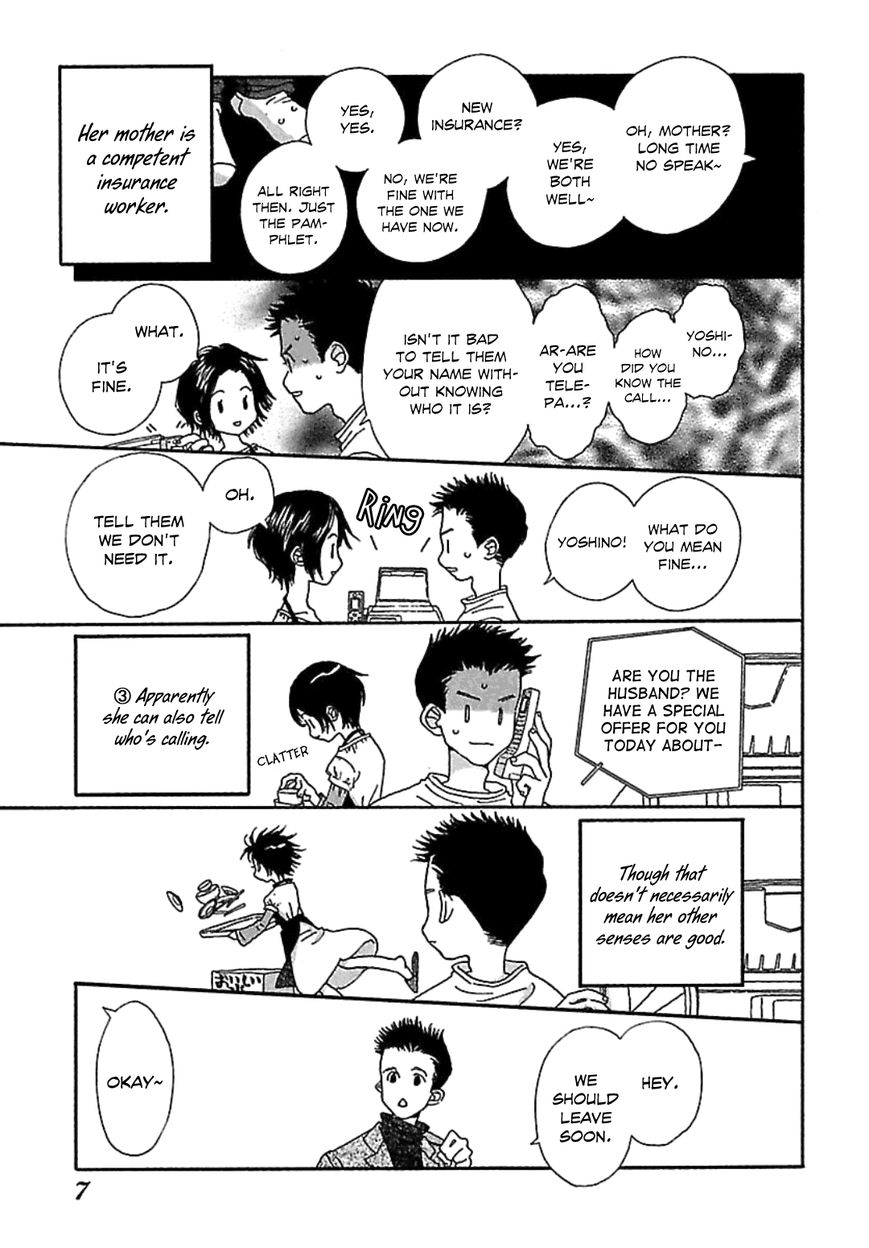 OH, MOTHER?
LONG TIME
NO SPEAK~
YES,
WE'RE
BOTH
WELL~
NEW
INSURANCE?
NO, WE'RE
FINE WITH
THE ONE WE
HAVE NOW.
YES,
YES.
ALL RIGHT
THEN. JUST
THE PAM-
PHLET.
Her mother is
a competent
insurance
worker.
YOSHI-
NO...
HOW
DID YOU
KNOW THE
CALL...
AR-ARE
YOU
TELE-
PA...?
ISN'T IT BAD
TO TELL THEM
YOUR NAME WITH-
OUT KNOWING
WHO IT IS?
WHAT.
IT'S
FINE.
WHAT DO
YOU MEAN
FINE...
YOSHINO!
RING
OH.
TELL THEM
WE DON'T
NEED IT.
ARE YOU THE
HUSBAND? WE
HAVE A SPECIAL
OFFER FOR YOU
TODAY ABOUT-
CLATTER
③ Apparently
she can also tell
who's calling.
Though that
doesn't necessarily
mean her other
senses are good.
HEY.
WE
SHOULD
LEAVE
SOON.
OKAY~
7